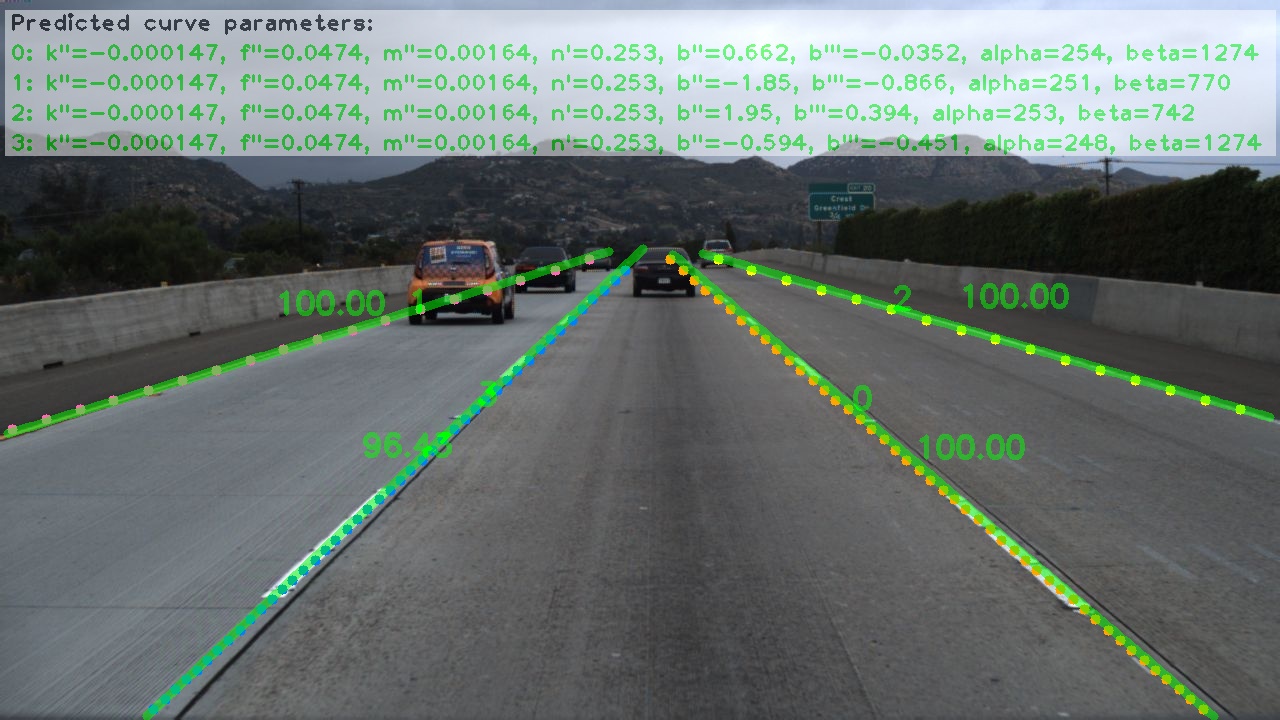 Predicted curve parameters:
0: k''=-0.000147, f''=0.0474, m''=0.00164, n'=0.253, b''=0.662, b'''=-0.0352, alpha=254, beta=1274
1: k''=-0.000147, f''=0.0474, m''=0.00164, n'=0.253, b''=-1.85, b'''=-0.866, alpha=251, beta=770
2: k''=-0.000147, f''=0.0474, m''=0.00164, n'=0.253, b''=1.95, b'''=0.394, alpha=253, beta=742
3: k''=-0.000147, f''=0.0474, m''=0.00164, n'=0.253, b''=-0.594, b'''=-0.451, alpha=248, beta=1274
Crest
Greenfield Dr
100.00 1
2 100.00
3
0
100.00